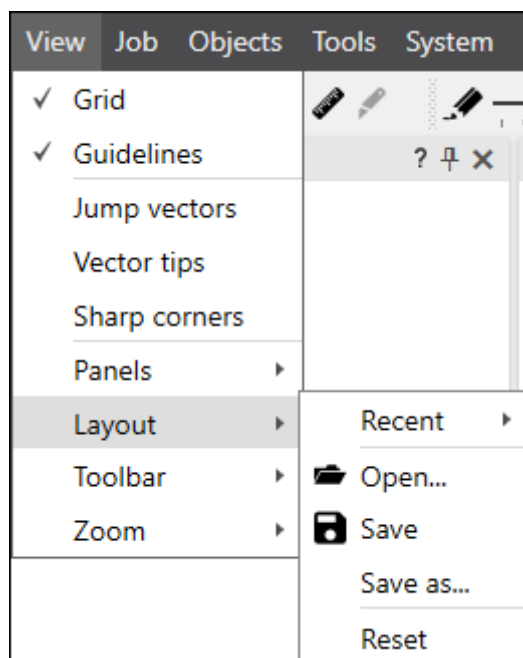 View Job Objects Tools System
Grid
Guidelines
?
Jump vectors
Vector tips
Sharp corners
Panels
Layout
Toolbar
Zoom
Recent
Open...
Save
Save as...
Reset